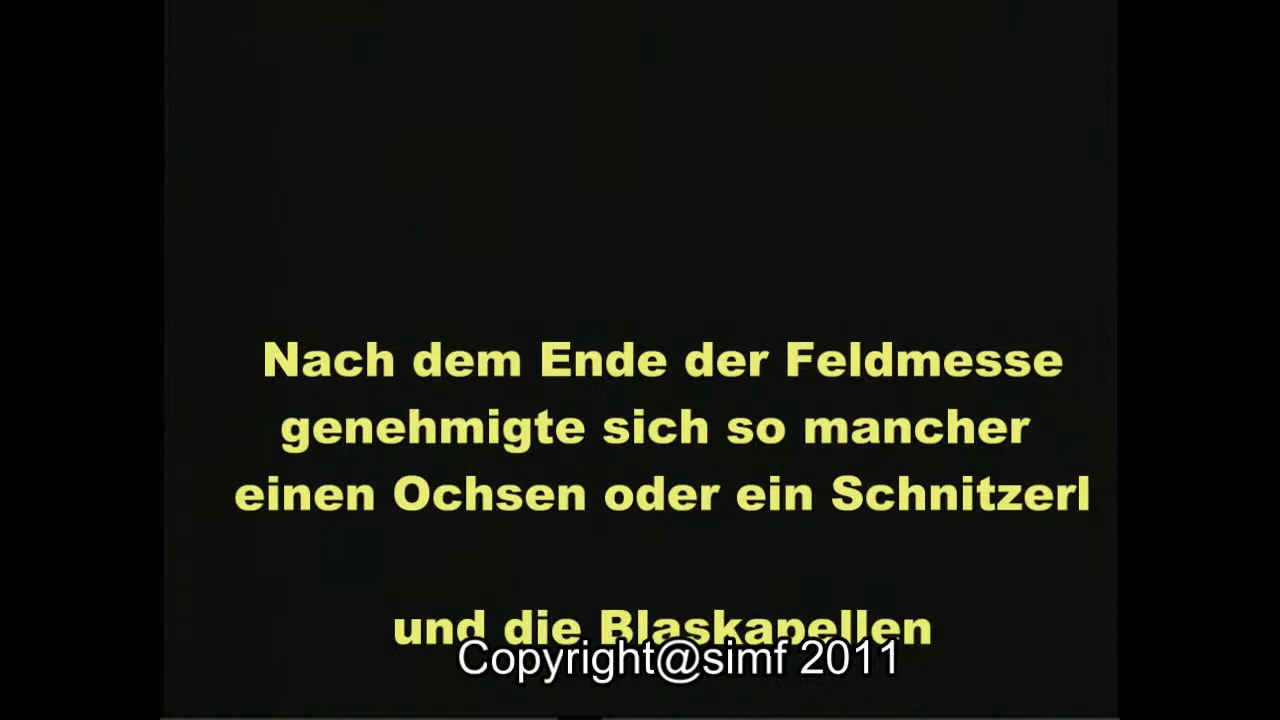 Nach dem Ende der Feldmesse
genehmigte sich so mancher
einen Ochsen oder ein Schnitzerl
und die Blaskapellen
Copyright@simf 2011